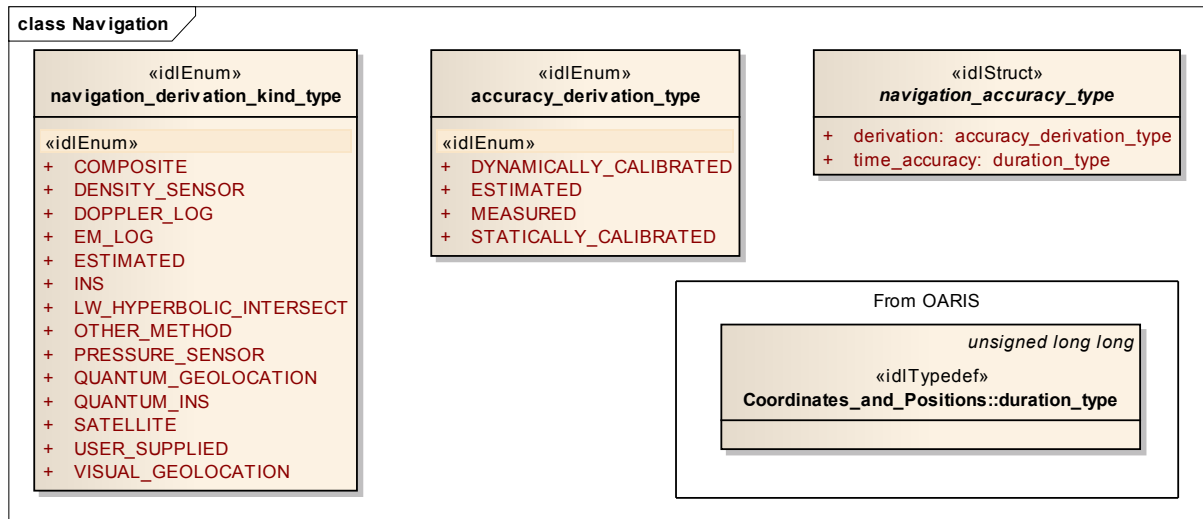 class Navigation
«idlEnum»
navigation_derivation_kind_type
«idlEnum»
+ COMPOSITE
+ DENSITY_SENSOR
+ DOPPLER_LOG
+ EM_LOG
+ ESTIMATED
+ INS
+ LW_HYPERBOLIC_INTERSECT
+ OTHER_METHOD
+ PRESSURE_SENSOR
+ QUANTUM_GEOLOCATION
+ QUANTUM_INS
+ SATELLITE
+ USER_SUPPLIED
+ VISUAL_GEOLOCATION
«idlEnum»
accuracy_derivation_type
«idlEnum»
+ DYNAMICALLY_CALIBRATED
+ ESTIMATED
+ MEASURED
+ STATICALLY_CALIBRATED
«idlStruct»
navigation_accuracy_type
+ derivation: accuracy_derivation_type
+ time_accuracy: duration_type
From OARIS
unsigned long long
«idlTypedef»
Coordinates_and_Positions::duration_type